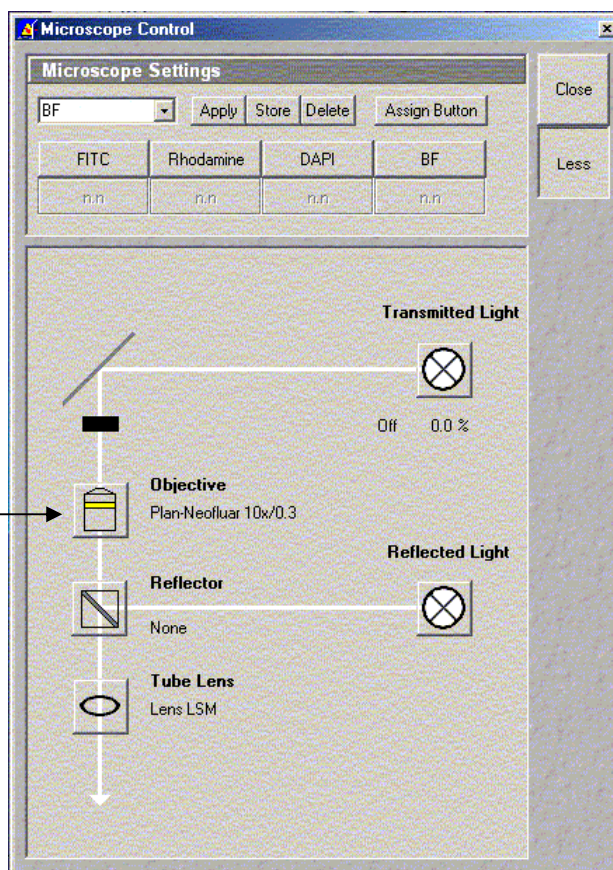 Microscope Control
Microscope Settings
Close
BF Apply Store Delete Assign Button
FITC Rhodamine DAPI BF
Less
n.n n.n n.n n.n
Transmitted Light
Off 0.0 %
Objective
Plan-Neofluar 10x/0.3
Reflected Light
Reflector
None
Tube Lens
Lens LSM